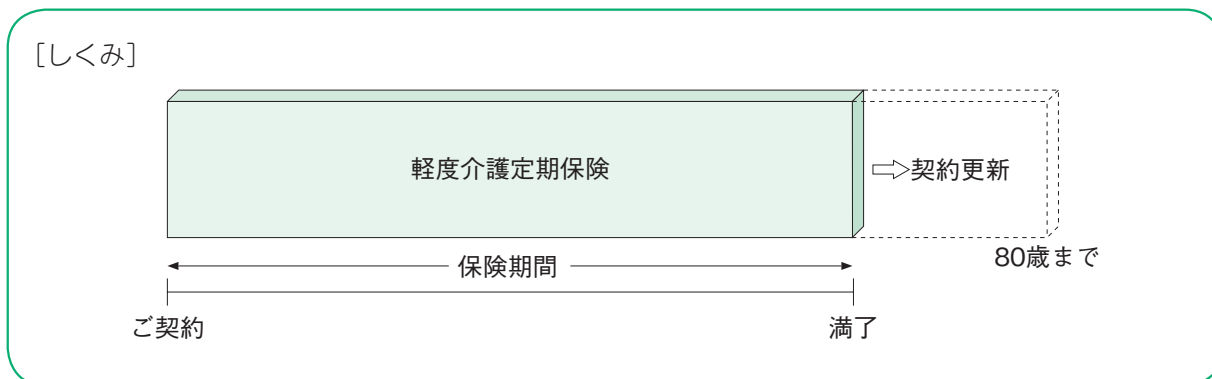 [しくみ]
軽度介護定期保険
⇨契約更新
80歳まで
保険期間
ご契約
満了